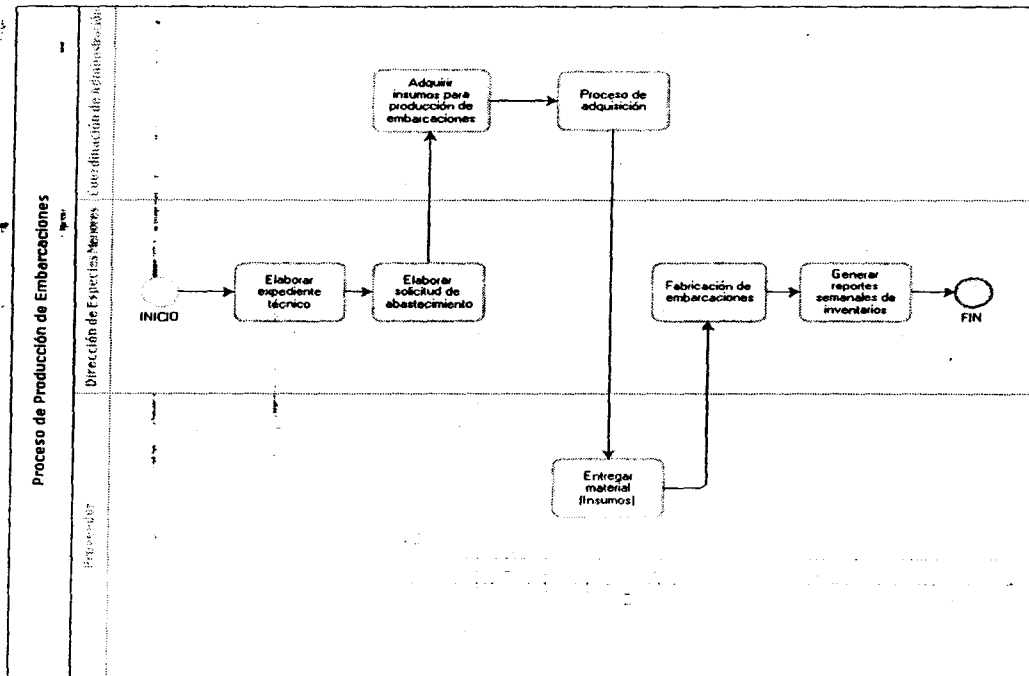 Proceso de Producción de Embarcaciones
Coordinación de Administración
Dirección de Especies Menores
Proveedor
Adquirir
insumos para
producción de
embarcaciones
Proceso de
adquisición
INICIO
Elaborar
expediente
técnico
Elaborar
solicitud de
abastecimiento
Fabricación de
embarcaciones
Generar
reportes
semanales de
inventarios
FIN
Entregar
material
(Insumos)